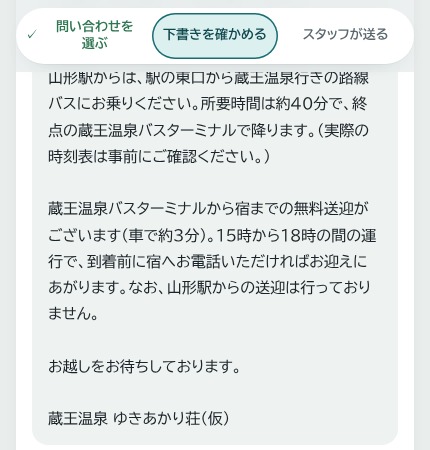 ✓ 問い合わせを
選ぶ
下書きを確かめる
スタッフが送る
山形駅からは、駅の東口から蔵王温泉行きの路線
バスにお乗りください。所要時間は約40分で、終
点の蔵王温泉バスターミナルで降ります。（実際の
時刻表は事前にご確認ください。）
蔵王温泉バスターミナルから宿までの無料送迎が
ございます（車で約3分）。15時から18時の間の運
行で、到着前に宿へお電話いただければお迎えに
あがります。なお、山形駅からの送迎は行っており
ません。
お越しをお待ちしております。
蔵王温泉 ゆきあかり荘（仮）